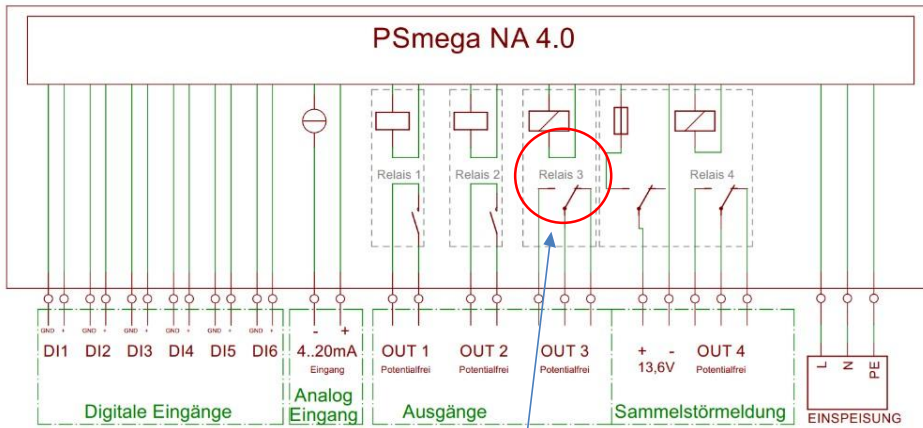 PSmega NA 4.0
Relais 1
Relais 2
Relais 3
Relais 4
GND + GND + GND + GND + GND + GND +
DI1 DI2 DI3 DI4 DI5 DI6
- +
4..20mA
Eingang
OUT 1
Potentialfrei
OUT 2
Potentialfrei
OUT 3
Potentialfrei
+ -
13,6V
OUT 4
Potentialfrei
L
N
PE
Digitale Eingänge
Analog
Eingang
Ausgänge
Sammelstörmeldung
EINSPEISUNG